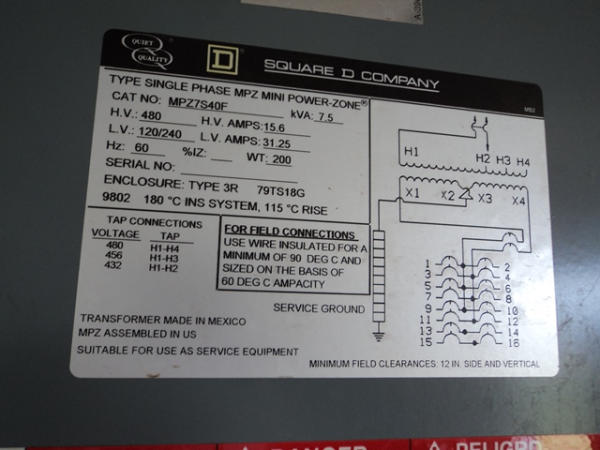 QUIET
QUALITY
D
SQUARE D COMPANY
MB2
TYPE SINGLE PHASE MPZ MINI POWER-ZONE®
CAT NO: MPZ7S40F kVA: 7.5
H.V.: 480 H.V. AMPS: 15.6
L.V.: 120/240 L.V. AMPS: 31.25
Hz: 60 %IZ: WT: 200
SERIAL NO:
ENCLOSURE: TYPE 3R 79TS18G
9802 180 °C INS SYSTEM, 115 °C RISE
TAP CONNECTIONS
VOLTAGE TAP
480 H1-H4
456 H1-H3
432 H1-H2
FOR FIELD CONNECTIONS
USE WIRE INSULATED FOR A
MINIMUM OF 90 DEG C AND
SIZED ON THE BASIS OF
60 DEG C AMPACITY
SERVICE GROUND
TRANSFORMER MADE IN MEXICO
MPZ ASSEMBLED IN US
SUITABLE FOR USE AS SERVICE EQUIPMENT
H1 H2 H3 H4
X1 X2 X3 X4
1 2
3 4
5 6
7 8
9 10
11 12
13 14
15 16
MINIMUM FIELD CLEARANCES: 12 IN. SIDE AND VERTICAL
DANGER
PELIGRO